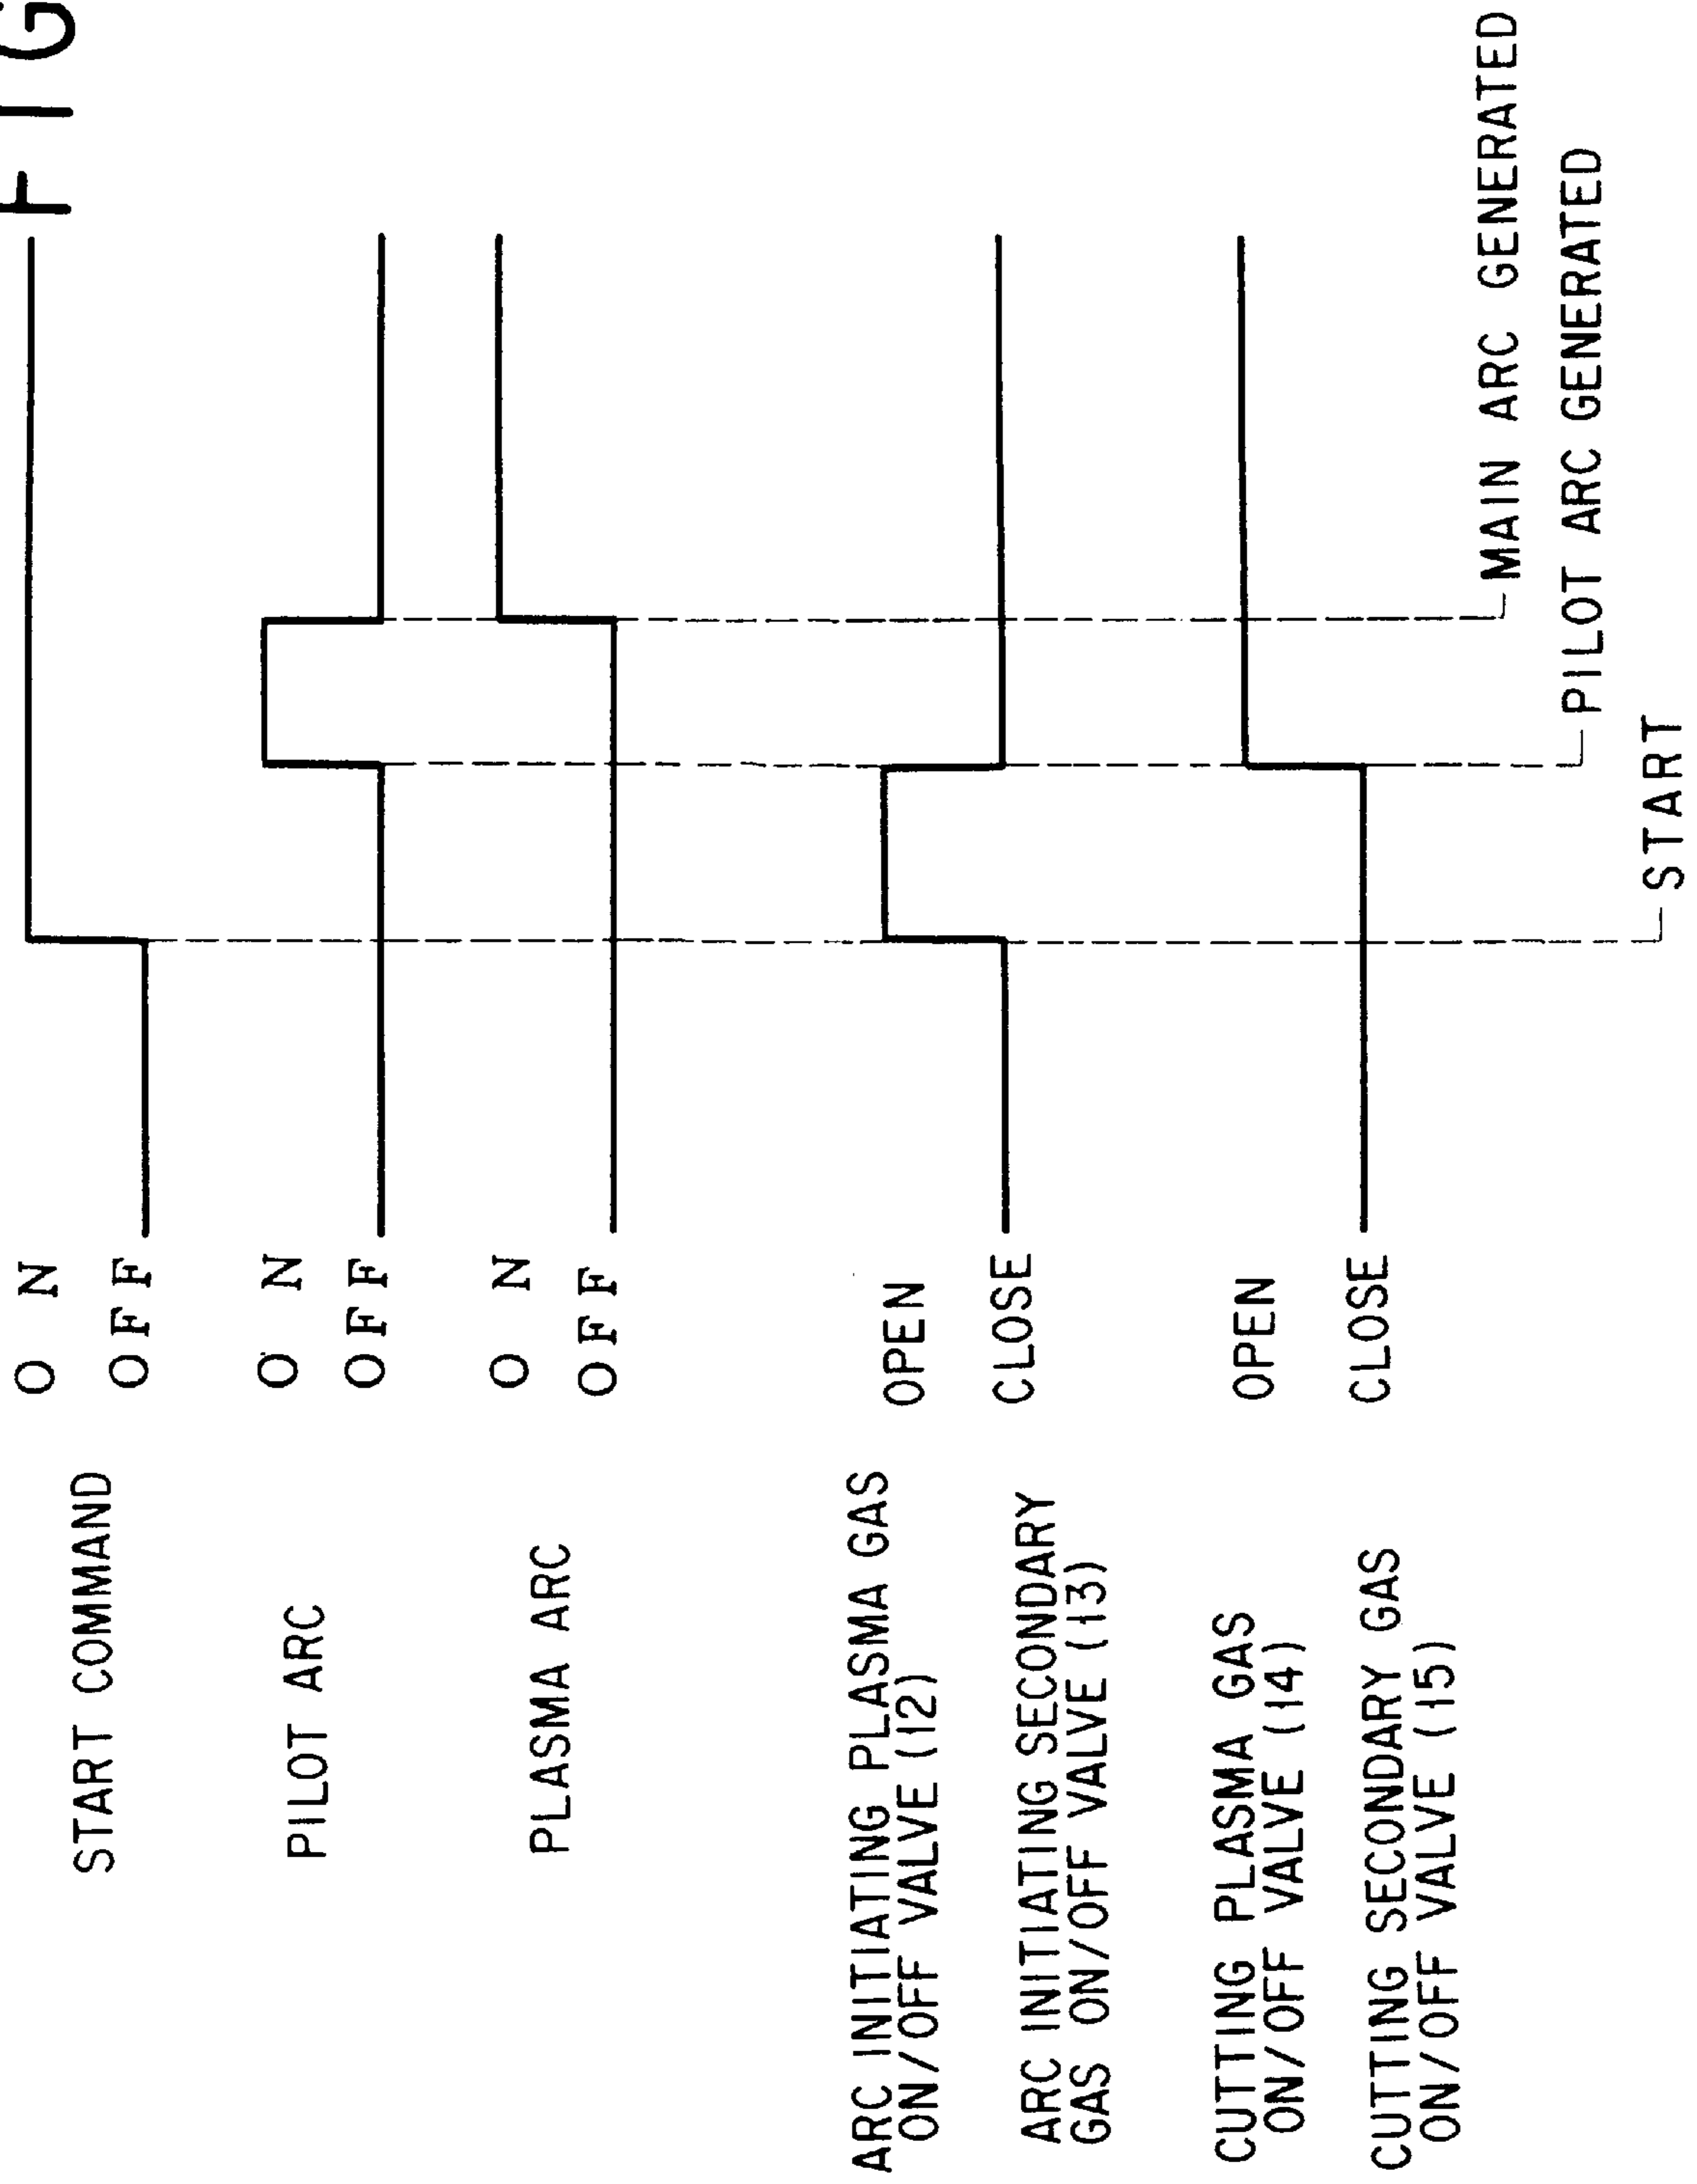 FIG
START COMMAND
ON
OFF
PILOT ARC
ON
OFF
PLASMA ARC
ON
OFF
ARC INITIATING PLASMA GAS
ON/OFF VALVE (12)
OPEN
ARC INITIATING SECONDARY
GAS ON/OFF VALVE (13)
CLOSE
CUTTING PLASMA GAS
ON/OFF VALVE (14)
OPEN
CUTTING SECONDARY GAS
ON/OFF VALVE (15)
CLOSE
MAIN ARC GENERATED
PILOT ARC GENERATED
START